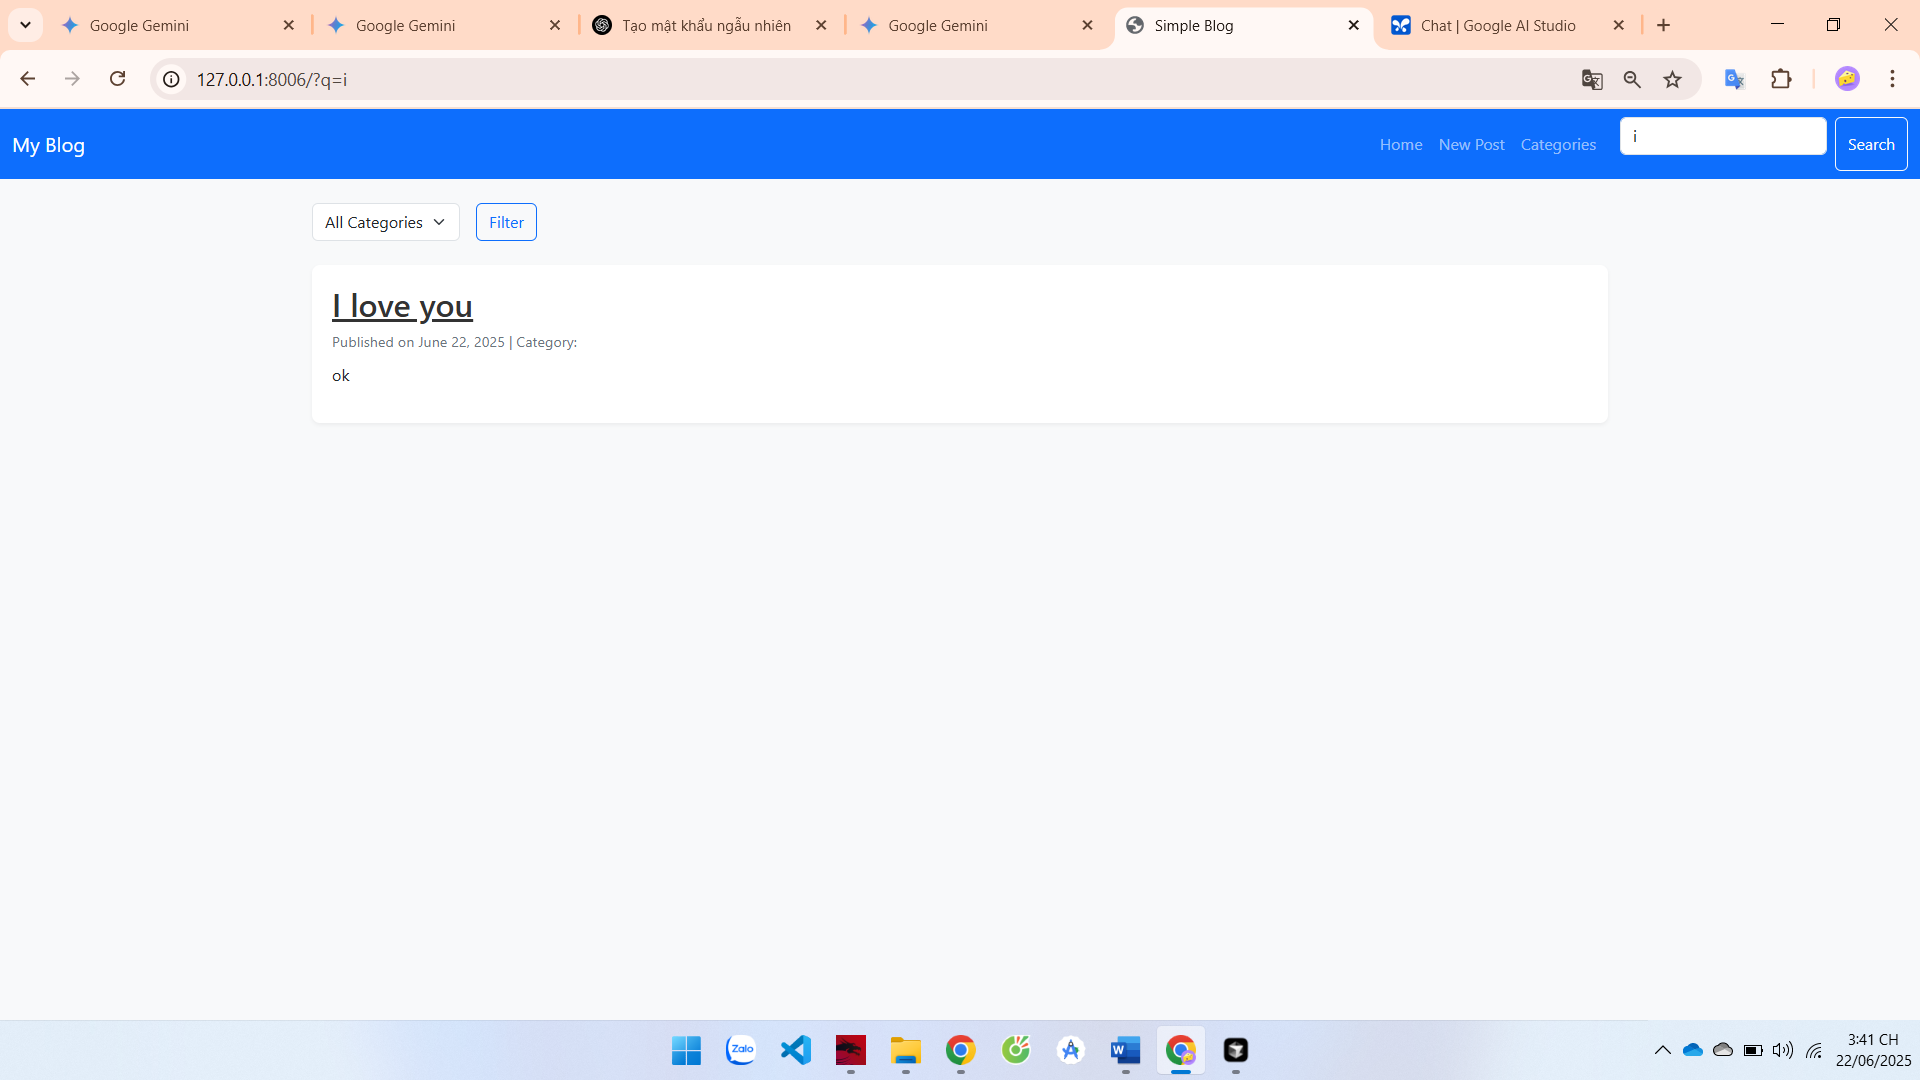 Google Gemini
Google Gemini
Tạo mật khẩu ngẫu nhiên
Google Gemini
Simple Blog
Chat | Google AI Studio
127.0.0.1:8006/?q=i
My Blog
Home
New Post
Categories
i
Search
All Categories
Filter
I love you
Published on June 22, 2025 | Category:
ok
Zalo
3:41 CH
22/06/2025